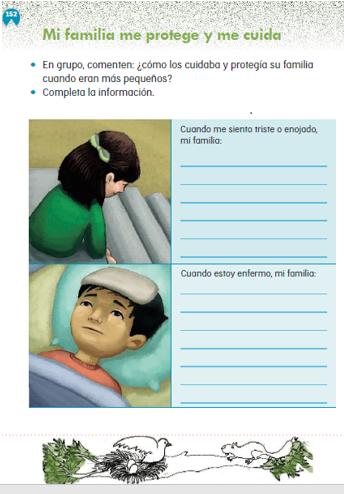 152
Mi familia me protege y me cuida
• En grupo, comenten: ¿cómo los cuidaba y protegía su familia
cuando eran más pequeños?
• Completa la información.
Cuando me siento triste o enojado,
mi familia:
Cuando estoy enfermo, mi familia: